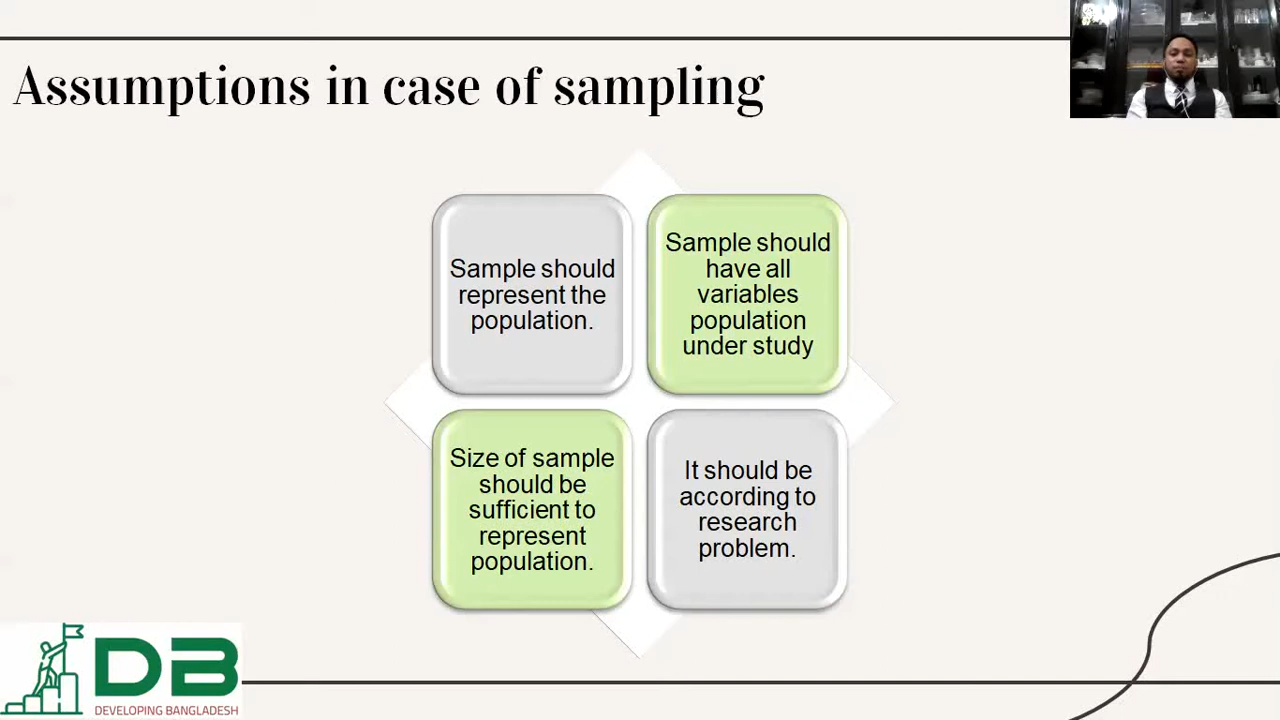 Assumptions in case of sampling
Sample should
represent the
population.
Sample should
have all
variables
population
under study
Size of sample
should be
sufficient to
represent
population.
It should be
according to
research
problem.
DB
DEVELOPING BANGLADESH